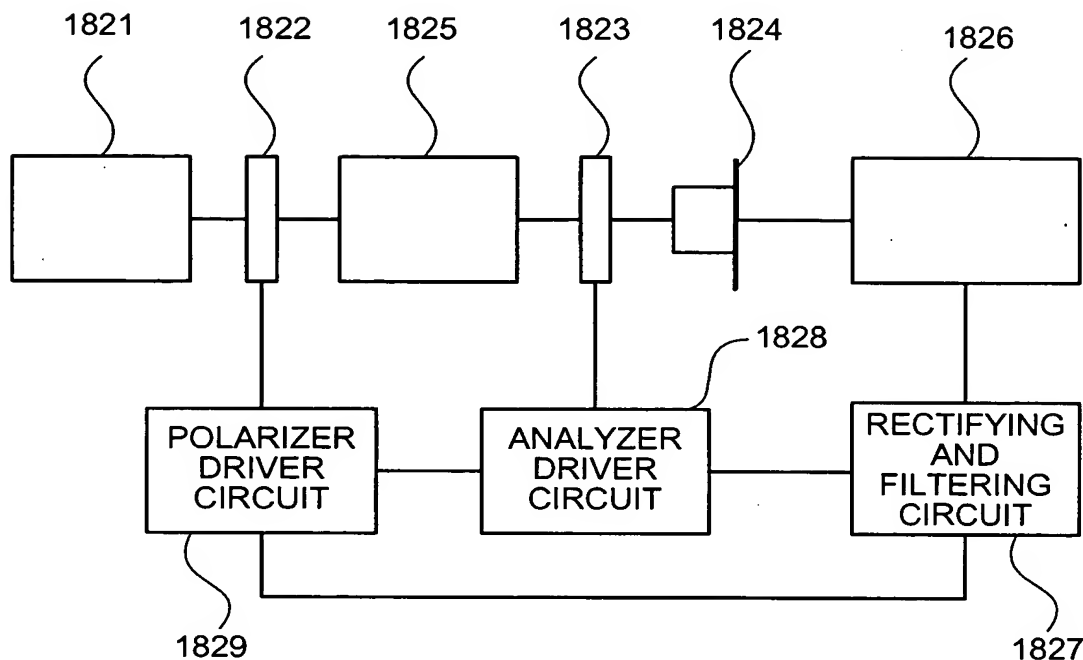 1821
1822
1825
1823
1824
1826
1828
POLARIZER
DRIVER
CIRCUIT
ANALYZER
DRIVER
CIRCUIT
RECTIFYING
AND
FILTERING
CIRCUIT
1829
1827